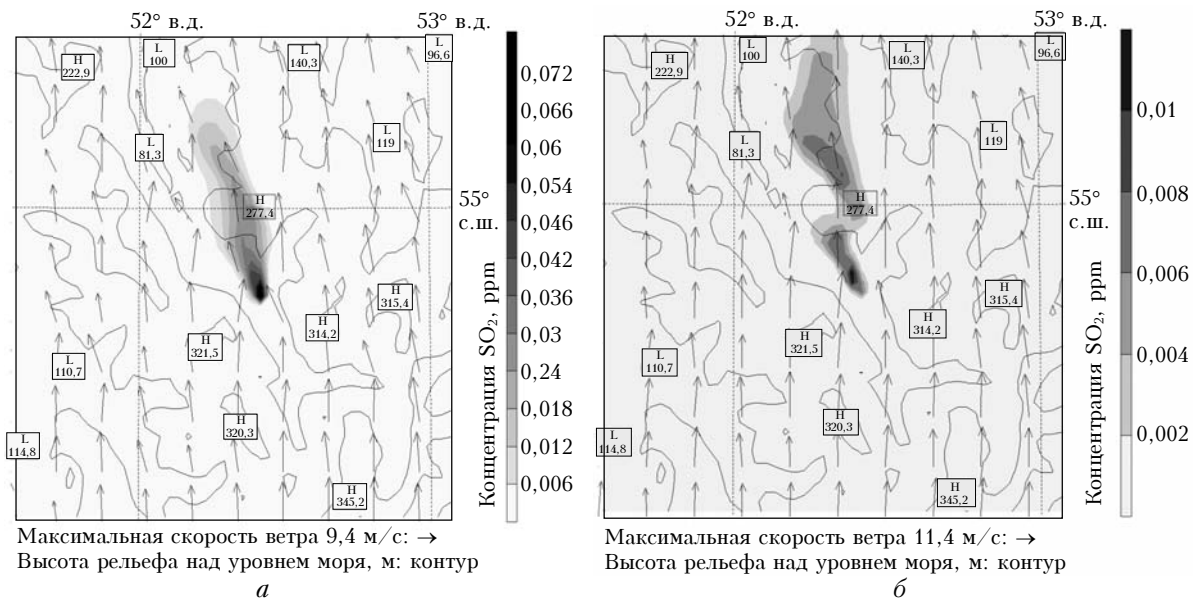 52° в.д.
53° в.д.
H
222,9
L
100
L
140,3
L
96,6
L
81,3
L
119
H
277,4
55°
с.ш.
H
315,4
H
314,2
H
321,5
L
110,7
H
320,3
L
114,8
H
345,2
0,072
0,066
0,06
0,054
0,046
0,042
0,036
0,03
0,24
0,018
0,012
0,006
Концентрация SO₂, ppm
Максимальная скорость ветра 9,4 м/с: →
Высота рельефа над уровнем моря, м: контур
а
52° в.д.
53° в.д.
H
222,9
L
100
L
140,3
L
96,6
L
81,3
L
119
H
277,4
55°
с.ш.
H
315,4
H
314,2
H
321,5
L
110,7
H
320,3
L
114,8
H
345,2
0,01
0,008
0,006
0,004
0,002
Концентрация SO₂, ppm
Максимальная скорость ветра 11,4 м/с: →
Высота рельефа над уровнем моря, м: контур
б